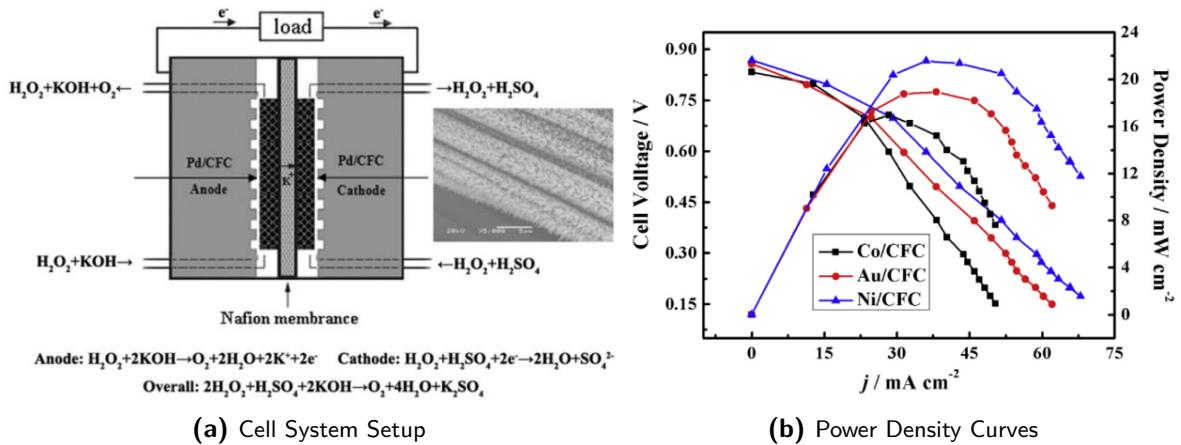 e⁻ load e⁻
H₂O₂+KOH+O₂← →H₂O₂+H₂SO₄
Pd/CFC Pd/CFC
Anode K⁺ Cathode
20kV X5,000 5μm
H₂O₂+KOH→ ←H₂O₂+H₂SO₄
Nafion membrance
Anode: H₂O₂+2KOH→O₂+2H₂O+2K⁺+2e⁻ Cathode: H₂O₂+H₂SO₄+2e⁻→2H₂O+SO₄²⁻
Overall: 2H₂O₂+H₂SO₄+2KOH→O₂+4H₂O+K₂SO₄
(a) Cell System Setup
Cell Voltage / V
0.90
0.75
0.60
0.45
0.30
0.15
Co/CFC
Au/CFC
Ni/CFC
0 15 30 45 60 75
j / mA cm⁻²
24
20
16
12
8
4
0
Power Density / mW cm⁻²
(b) Power Density Curves